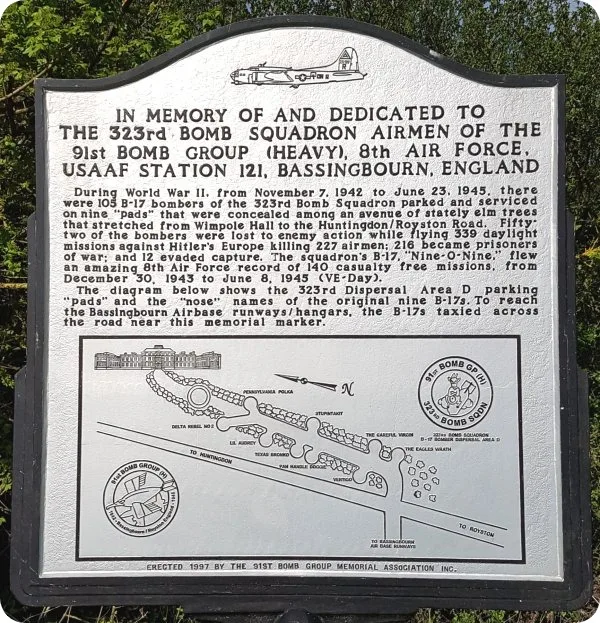 IN MEMORY OF AND DEDICATED TO
THE 323rd BOMB SQUADRON AIRMEN OF THE
91st BOMB GROUP (HEAVY), 8th AIR FORCE,
USAAF STATION 121, BASSINGBOURN, ENGLAND
During World War II, from November 7, 1942 to June 23, 1945, there
were 105 B-17 bombers of the 323rd Bomb Squadron parked and serviced
on nine "pads" that were concealed among an avenue of stately elm trees
that stretched from Wimpole Hall to the Huntingdon/Royston Road. Fifty-
two of the bombers were lost to enemy action while flying 339 daylight
missions against Hitler's Europe killing 227 airmen; 216 became prisoners
of war; and 12 evaded capture. The squadron's B-17, "Nine-O-Nine," flew
an amazing 8th Air Force record of 140 casualty free missions, from
December 30, 1943 to June 8, 1945 (VE-Day).
The diagram below shows the 323rd Dispersal Area D parking
"pads" and the "nose" names of the original nine B-17s. To reach
the Bassingbourn Airbase runways/hangars, the B-17s taxied across
the road near this memorial marker.
PENNSYLVANIA POLKA
N
STUPINTAKIT
DELTA REBEL NO 2
LIL AUDREY
THE CAREFUL VIRGIN
TEXAS BRONKO
THE EAGLES WRATH
PAN HANDLE DOGGIE
VERTIGO
TO HUNTINGDON
TO ROYSTON
TO BASSINGBOURN
AIR BASE RUNWAYS
91ST BOMB GP (H)
323RD BOMB SQDN
323RD BOMB SQUADRON
B-17 BOMBER DISPERSAL AREA D
91ST BOMB GROUP (H)
ERECTED 1997 BY THE 91ST BOMB GROUP MEMORIAL ASSOCIATION INC.